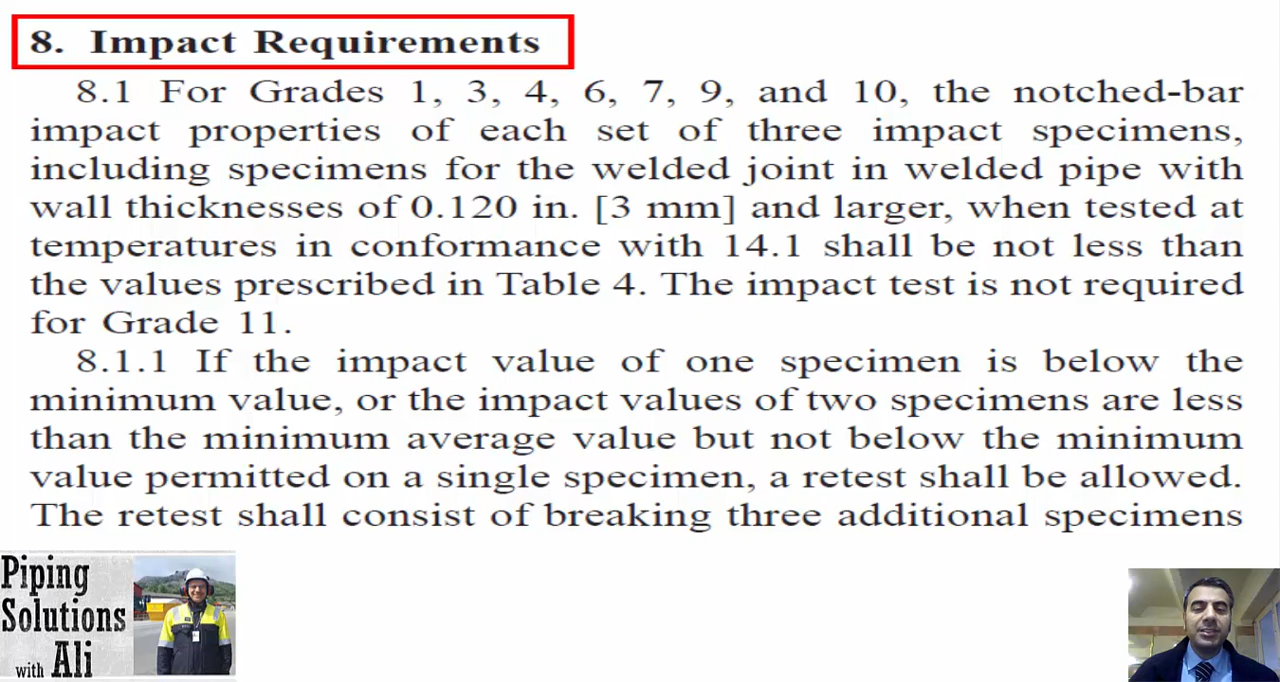 8. Impact Requirements
8.1 For Grades 1, 3, 4, 6, 7, 9, and 10, the notched-bar
impact properties of each set of three impact specimens,
including specimens for the welded joint in welded pipe with
wall thicknesses of 0.120 in. [3 mm] and larger, when tested at
temperatures in conformance with 14.1 shall be not less than
the values prescribed in Table 4. The impact test is not required
for Grade 11.
8.1.1 If the impact value of one specimen is below the
minimum value, or the impact values of two specimens are less
than the minimum average value but not below the minimum
value permitted on a single specimen, a retest shall be allowed.
The retest shall consist of breaking three additional specimens
Piping
Solutions
with Ali